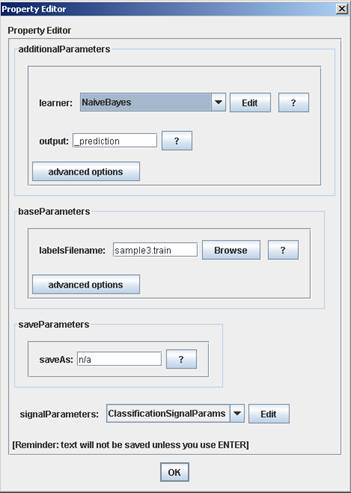 Property Editor
Property Editor
additionalParameters
learner: NaiveBayes Edit ?
output: _prediction ?
advanced options
baseParameters
labelsFilename: sample3.train Browse ?
advanced options
saveParameters
saveAs: n/a ?
signalParameters: ClassificationSignalParams Edit
[Reminder: text will not be saved unless you use ENTER]
OK